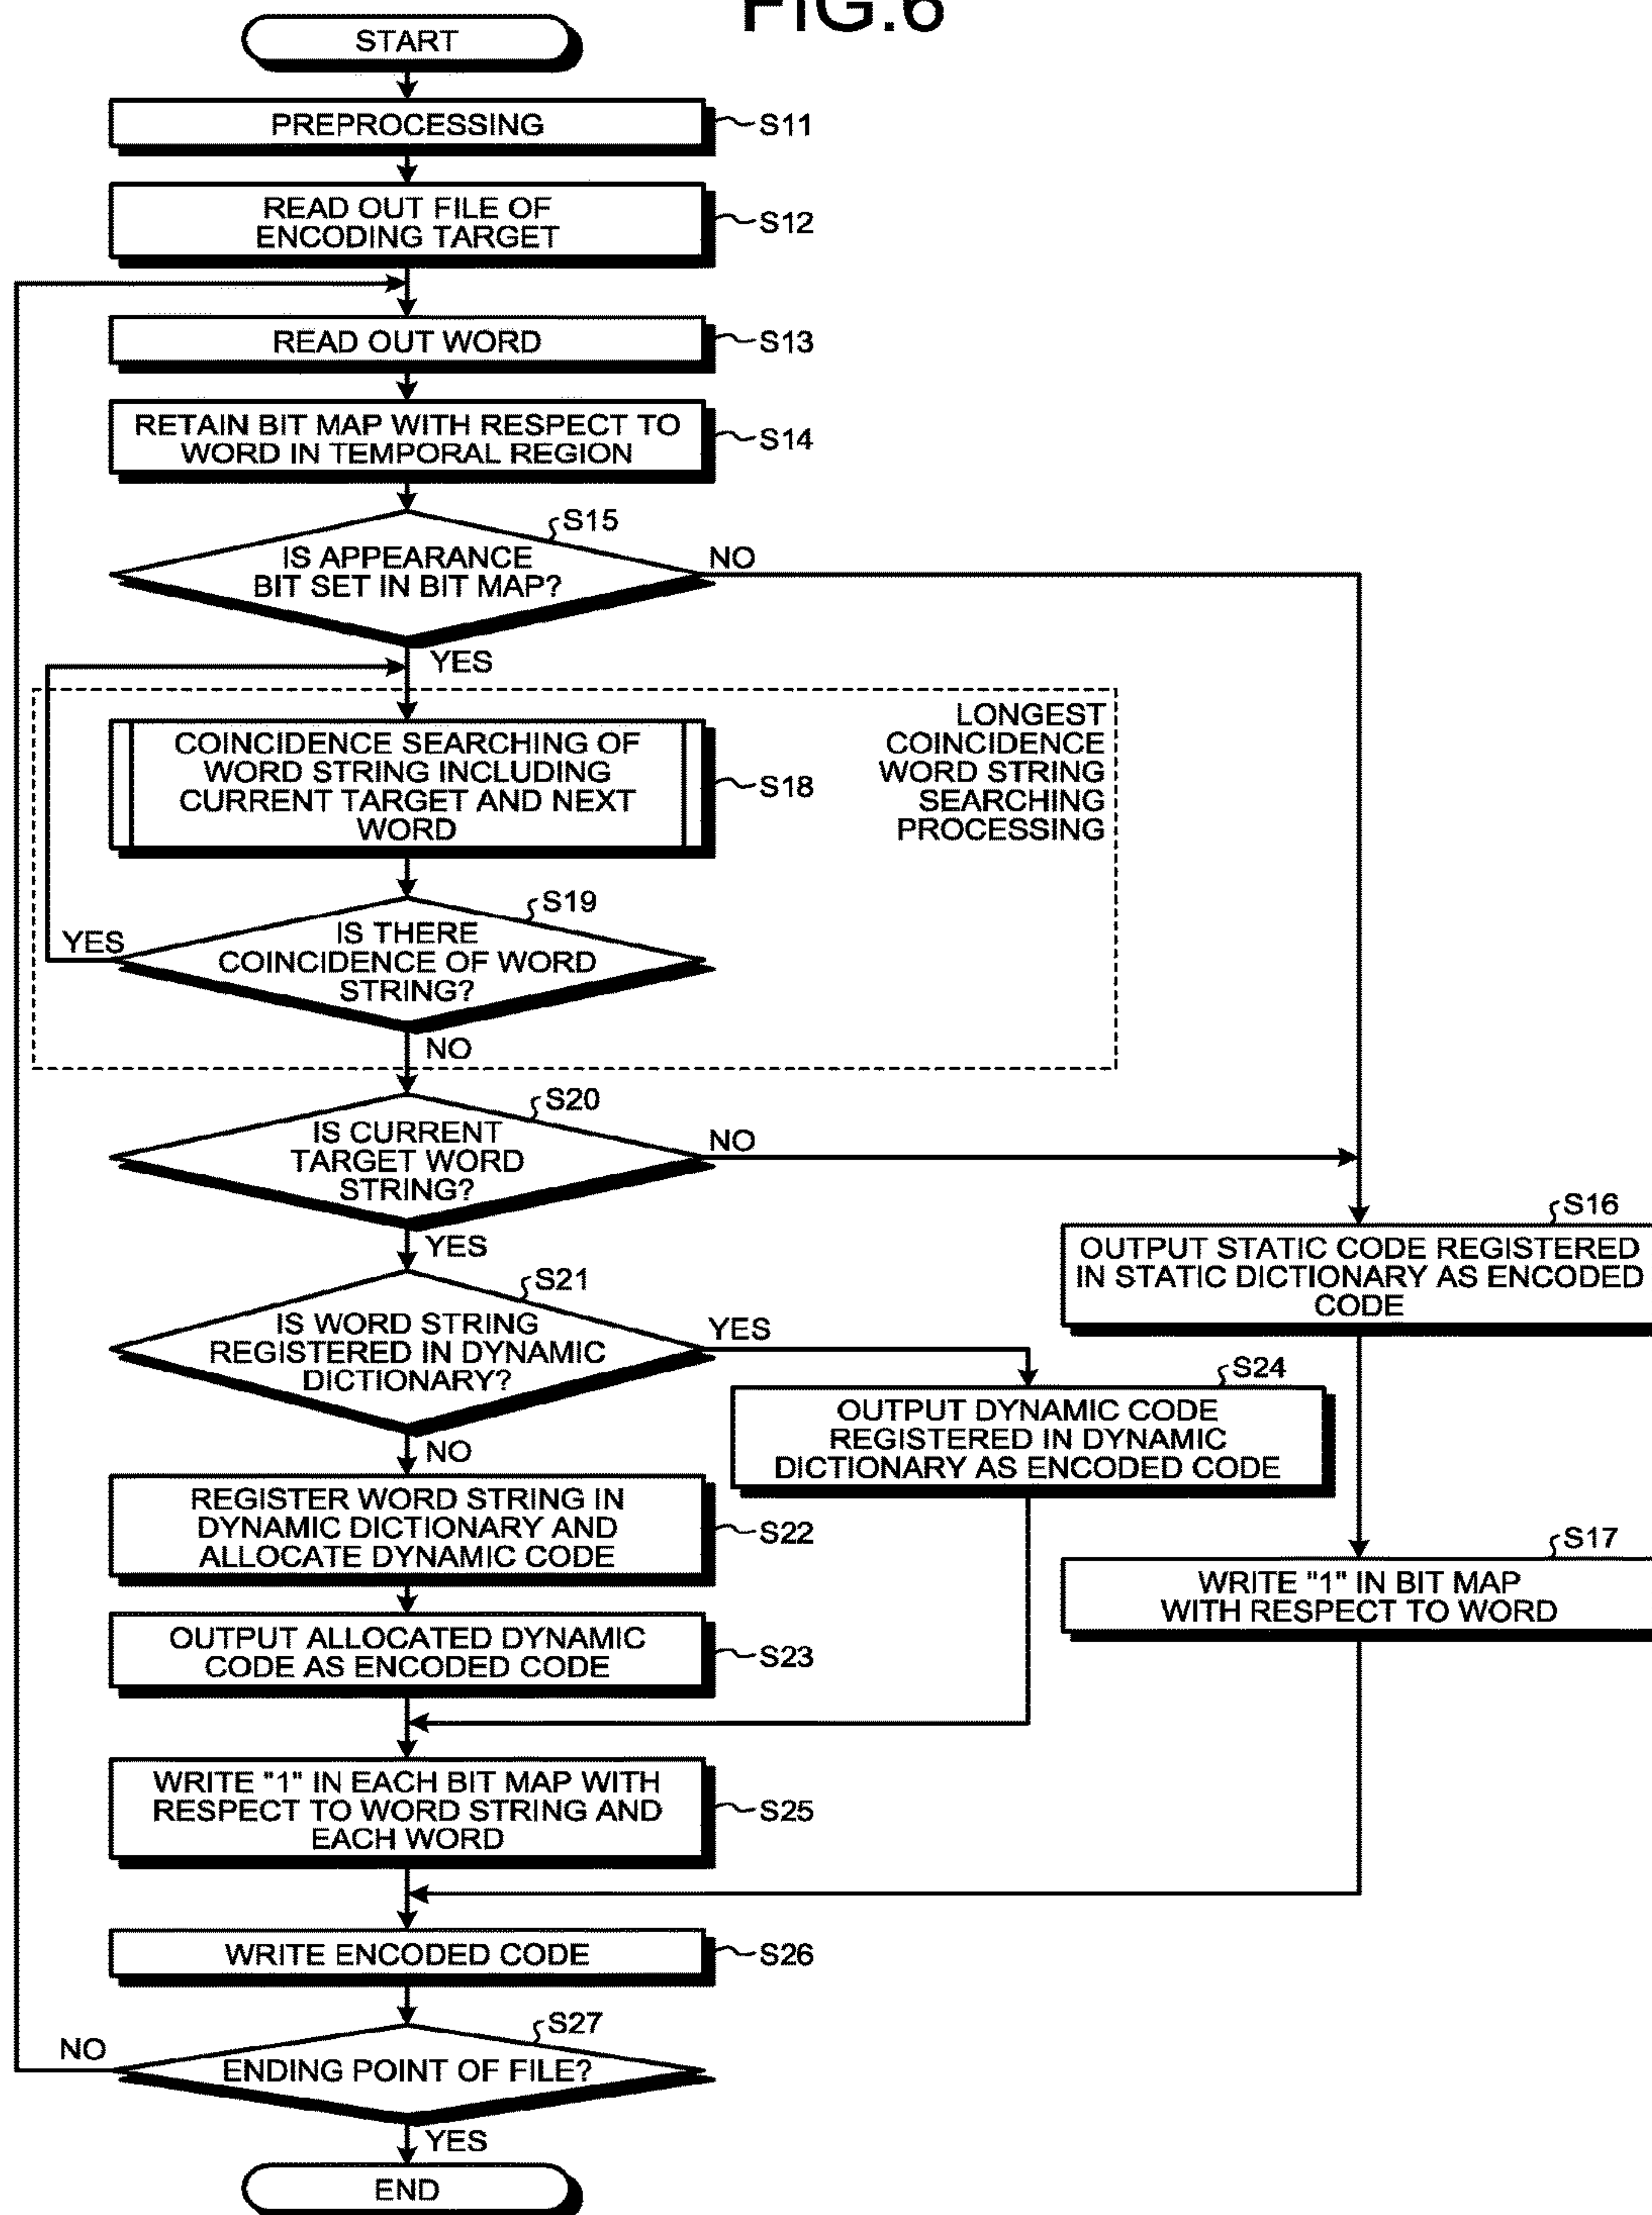 FIG.6
START
PREPROCESSING
S11
READ OUT FILE OF
ENCODING TARGET
S12
READ OUT WORD
S13
RETAIN BIT MAP WITH RESPECT TO
WORD IN TEMPORAL REGION
S14
S15
IS APPEARANCE
BIT SET IN BIT MAP?
NO
YES
LONGEST
COINCIDENCE
WORD STRING
SEARCHING
PROCESSING
COINCIDENCE SEARCHING OF
WORD STRING INCLUDING
CURRENT TARGET AND NEXT
WORD
S18
S19
IS THERE
COINCIDENCE OF WORD
STRING?
YES
NO
S20
IS CURRENT
TARGET WORD
STRING?
NO
YES
S16
OUTPUT STATIC CODE REGISTERED
IN STATIC DICTIONARY AS ENCODED
CODE
S21
IS WORD STRING
REGISTERED IN DYNAMIC
DICTIONARY?
YES
NO
S24
OUTPUT DYNAMIC CODE
REGISTERED IN DYNAMIC
DICTIONARY AS ENCODED CODE
REGISTER WORD STRING IN
DYNAMIC DICTIONARY AND
ALLOCATE DYNAMIC CODE
S22
S17
WRITE "1" IN BIT MAP
WITH RESPECT TO WORD
OUTPUT ALLOCATED DYNAMIC
CODE AS ENCODED CODE
S23
WRITE "1" IN EACH BIT MAP WITH
RESPECT TO WORD STRING AND
EACH WORD
S25
WRITE ENCODED CODE
S26
S27
ENDING POINT OF FILE?
NO
YES
END